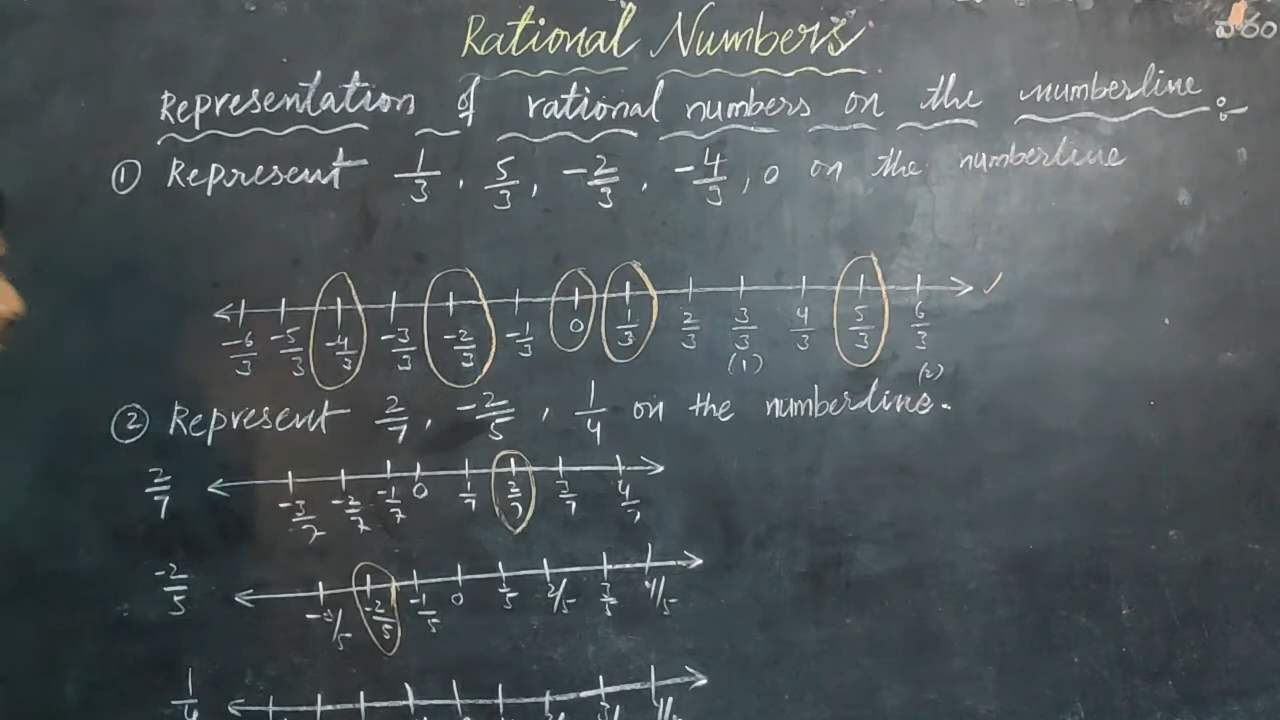 Rational Numbers
వారం
Representation of rational numbers on the numberline :-
① Represent 1/3, 5/3, -2/3, -4/3, 0 on the numberline
-6/3 -5/3 -4/3 -3/3 -2/3 -1/3 0 1/3 2/3 3/3 4/3 5/3 6/3
(1) (2)
② Represent 2/7, -2/5, 1/4 on the numberline.
2/7 -3/7 -2/7 -1/7 0 1/7 2/7 3/7 4/7
-2/5 -2/5 -1/5 0 1/5 2/5 3/5 4/5
1/4